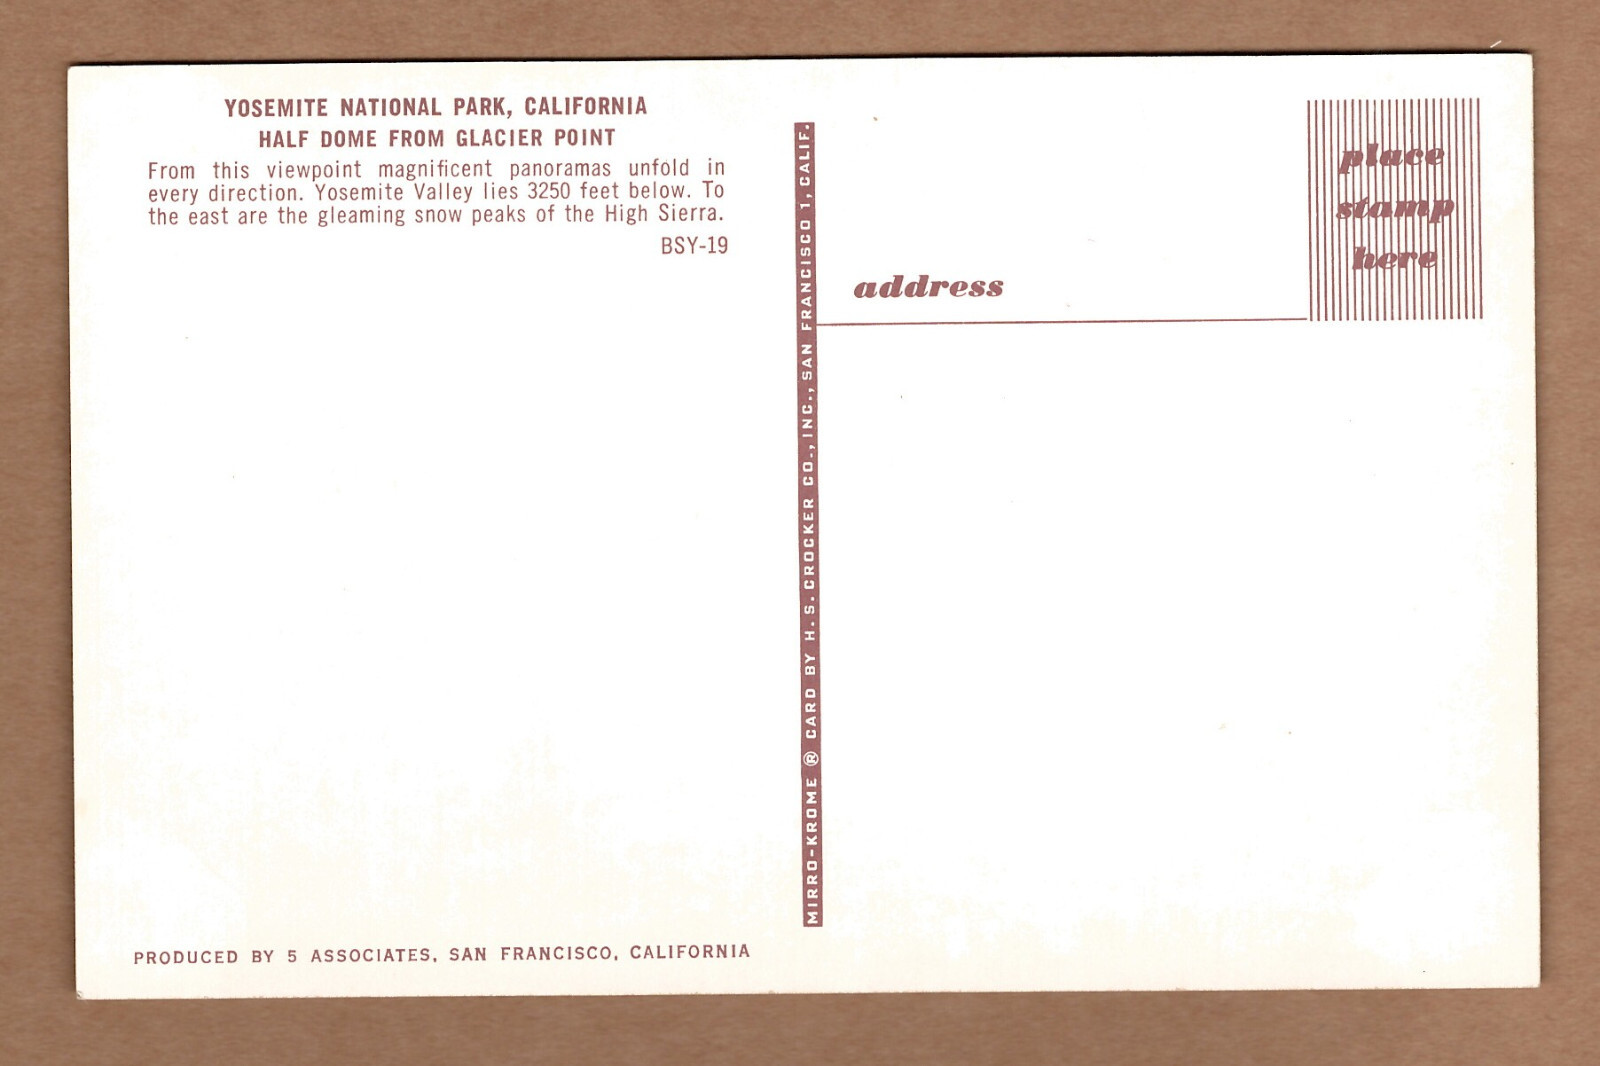 YOSEMITE NATIONAL PARK, CALIFORNIA
HALF DOME FROM GLACIER POINT
From this viewpoint magnificent panoramas unfold in
every direction. Yosemite Valley lies 3250 feet below. To
the east are the gleaming snow peaks of the High Sierra.
BSY-19
PRODUCED BY 5 ASSOCIATES, SAN FRANCISCO, CALIFORNIA
MIRRO-KROME ® CARD BY H. S. CROCKER CO., INC., SAN FRANCISCO 1, CALIF.
address
place
stamp
here